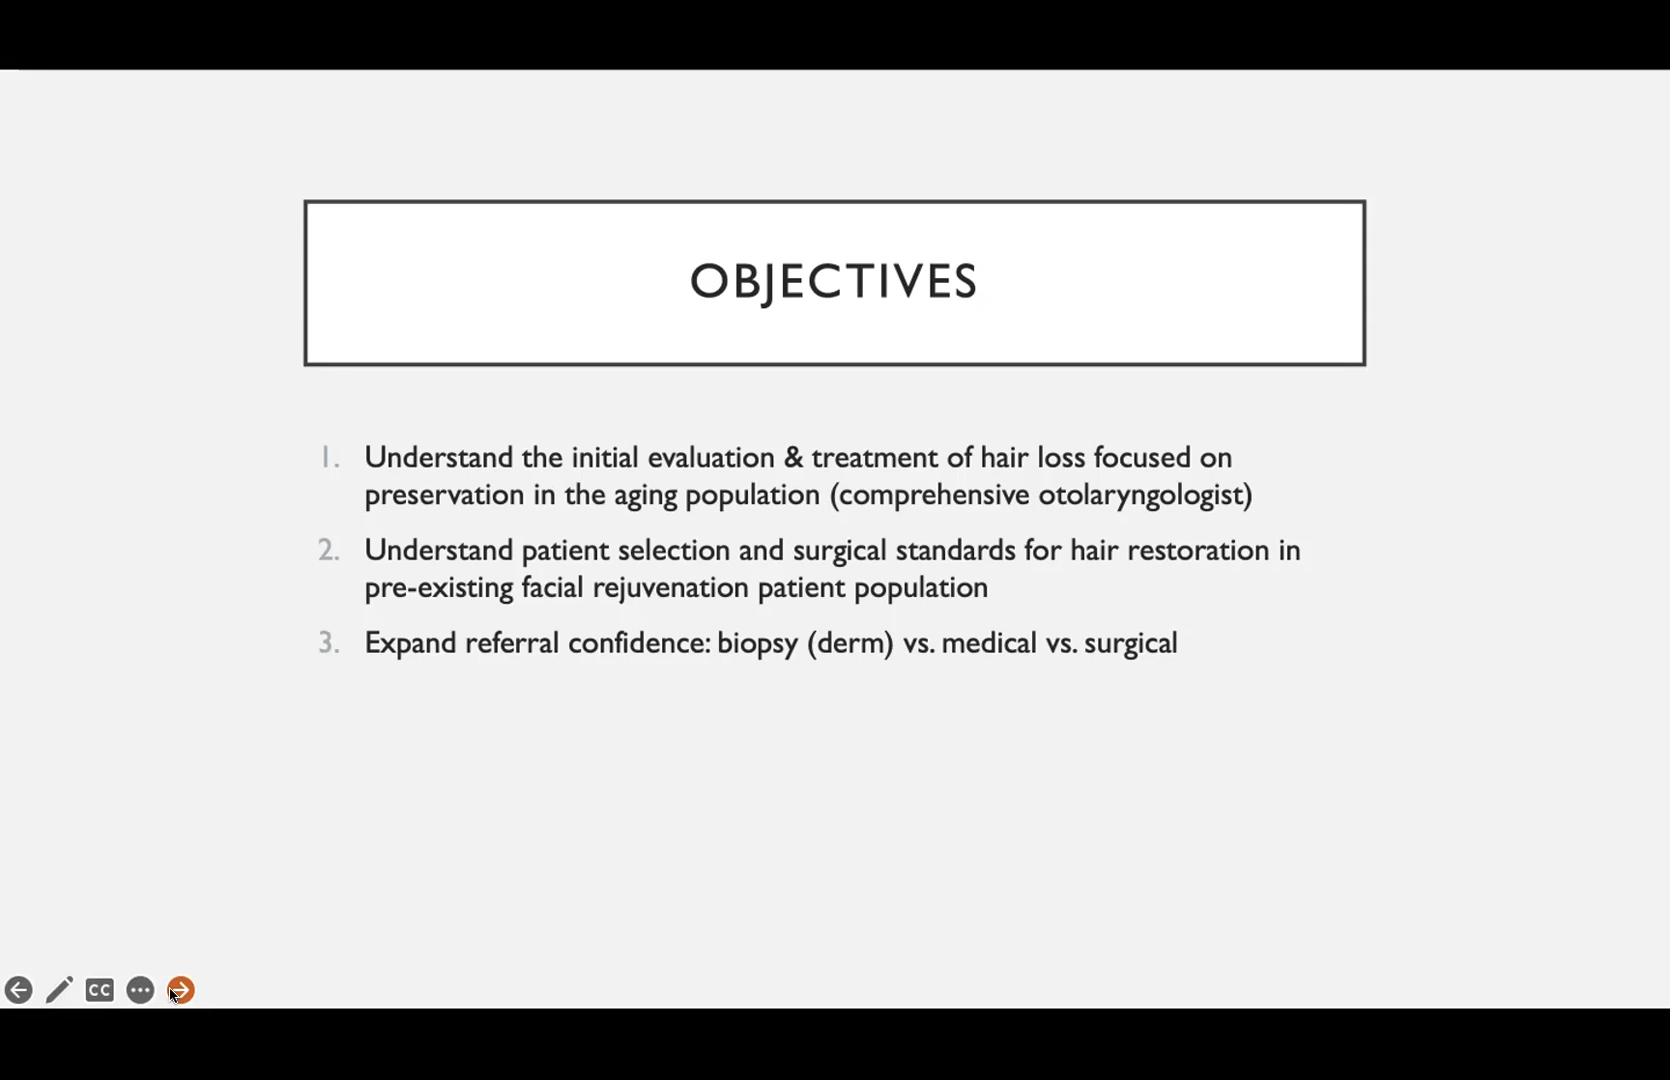 OBJECTIVES
1. Understand the initial evaluation & treatment of hair loss focused on
preservation in the aging population (comprehensive otolaryngologist)
2. Understand patient selection and surgical standards for hair restoration in
pre-existing facial rejuvenation patient population
3. Expand referral confidence: biopsy (derm) vs. medical vs. surgical
CC